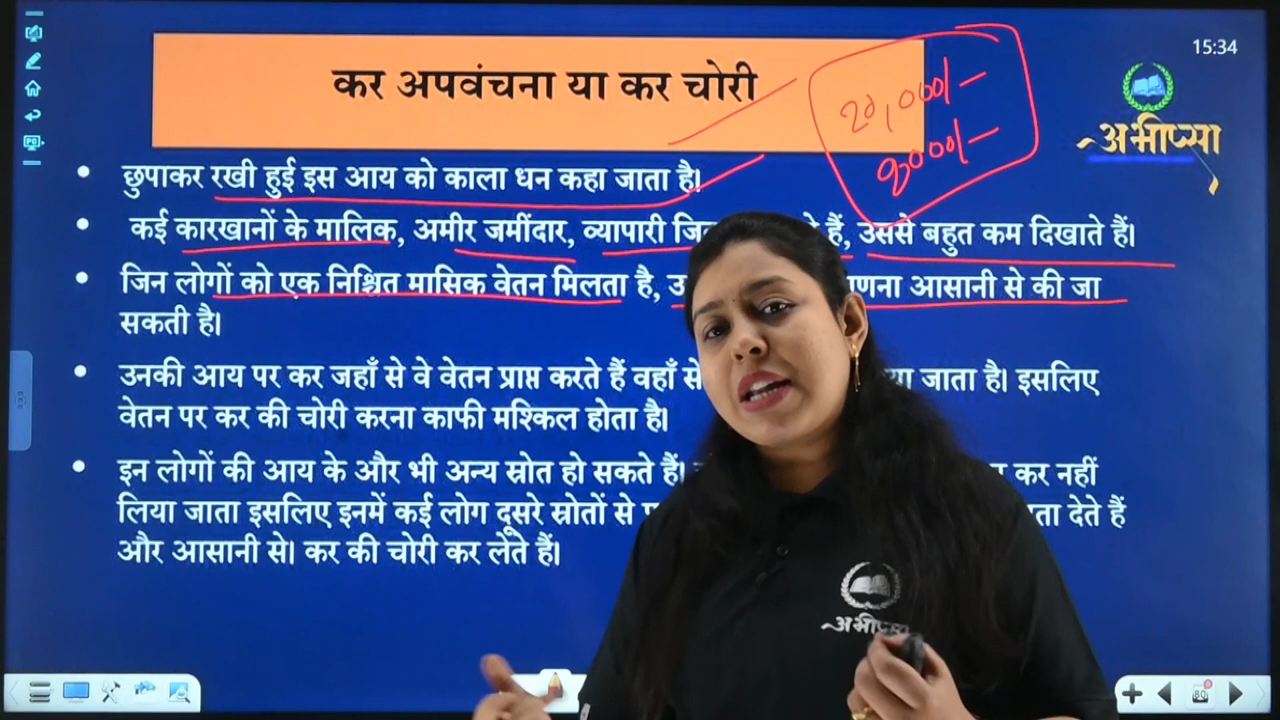 15:34
कर अपवंचना या कर चोरी
20,000/-
8000/-
अभीप्सा
छुपाकर रखी हुई इस आय को काला धन कहा जाता है।
कई कारखानों के मालिक, अमीर जमींदार, व्यापारी हैं, उससे बहुत कम दिखाते हैं।
जिन लोगों को एक निश्चित मासिक वेतन मिलता है, आसानी से की जा
सकती है।
उनकी आय पर कर जहाँ से वे वेतन प्राप्त करते हैं वहाँ से जाता है। इसलिए
वेतन पर कर की चोरी करना काफी मश्किल होता है।
इन लोगों की आय के और भी अन्य स्रोत हो सकते हैं। कर नहीं
लिया जाता इसलिए इनमें कई लोग दूसरे स्रोतों से देते हैं
और आसानी से। कर की चोरी कर लेते हैं।
अभीप्सा
80